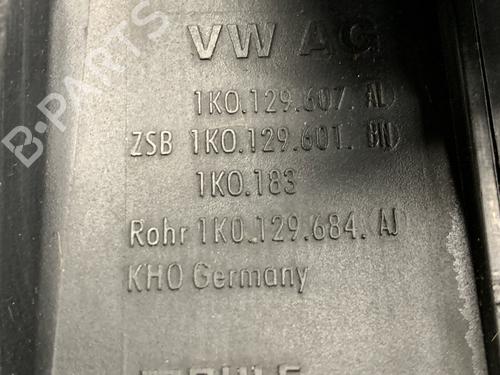 VW AG
1K0.129.607. AL
ZSB 1K0.129.601.
1K0.183
Rohr 1K0.129.684. AJ
KHO Germany
B-PARTS